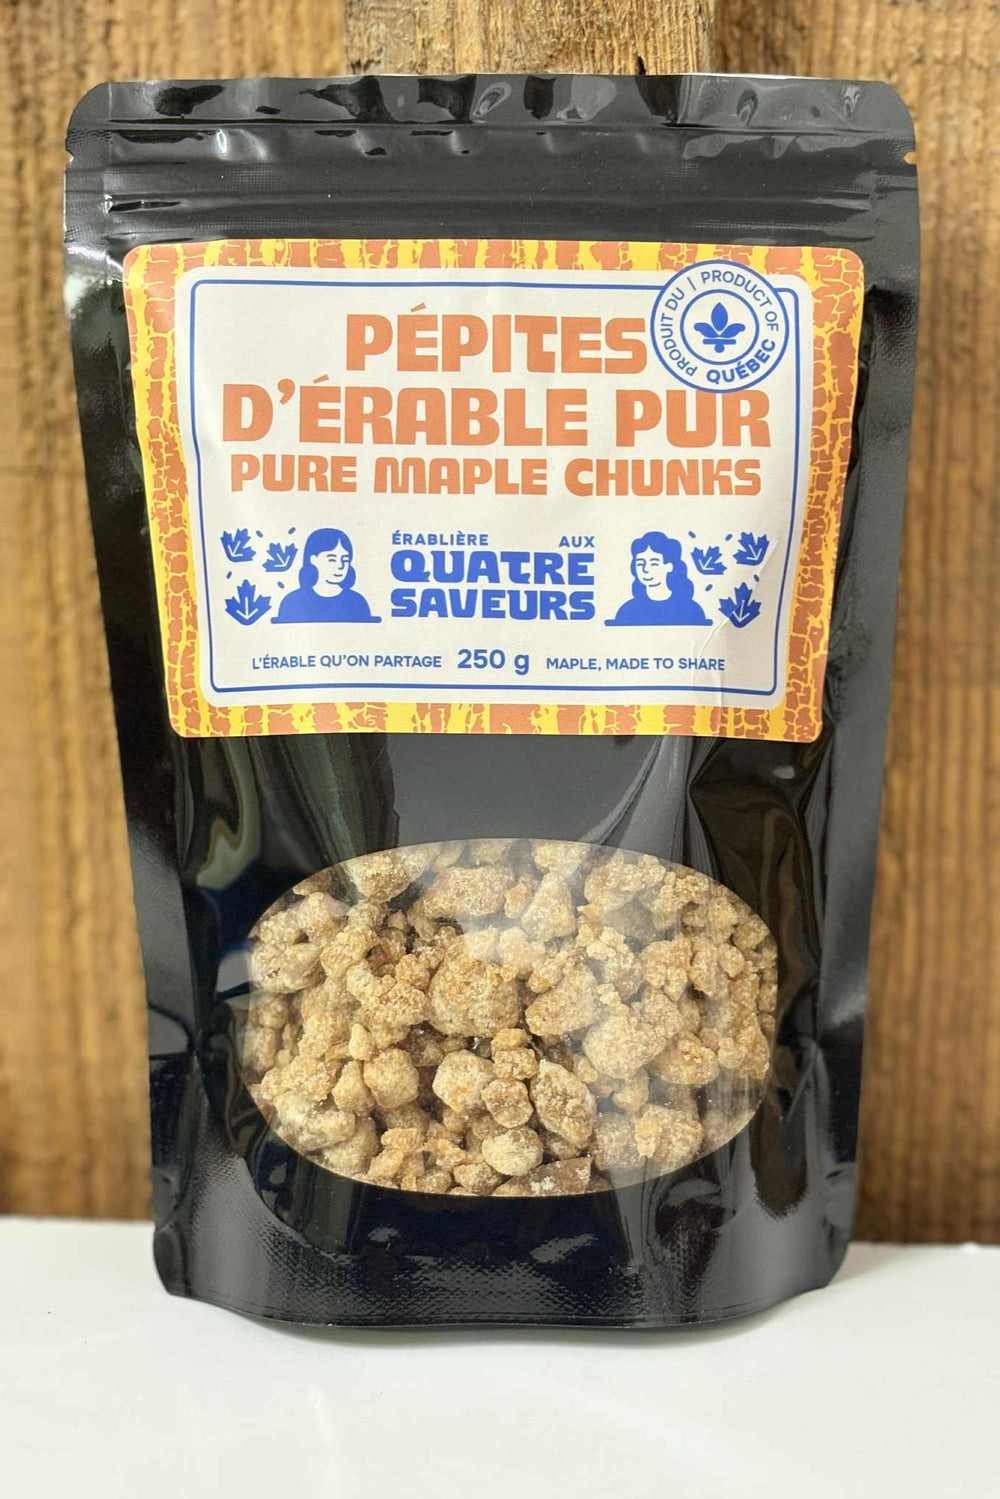 PÉPITES
D'ÉRABLE PUR
PURE MAPLE CHUNKS
PRODUIT DU | PRODUCT OF
QUÉBEC
ÉRABLIÈRE AUX
QUATRE
SAVEURS
L'ÉRABLE QU'ON PARTAGE 250 g MAPLE, MADE TO SHARE